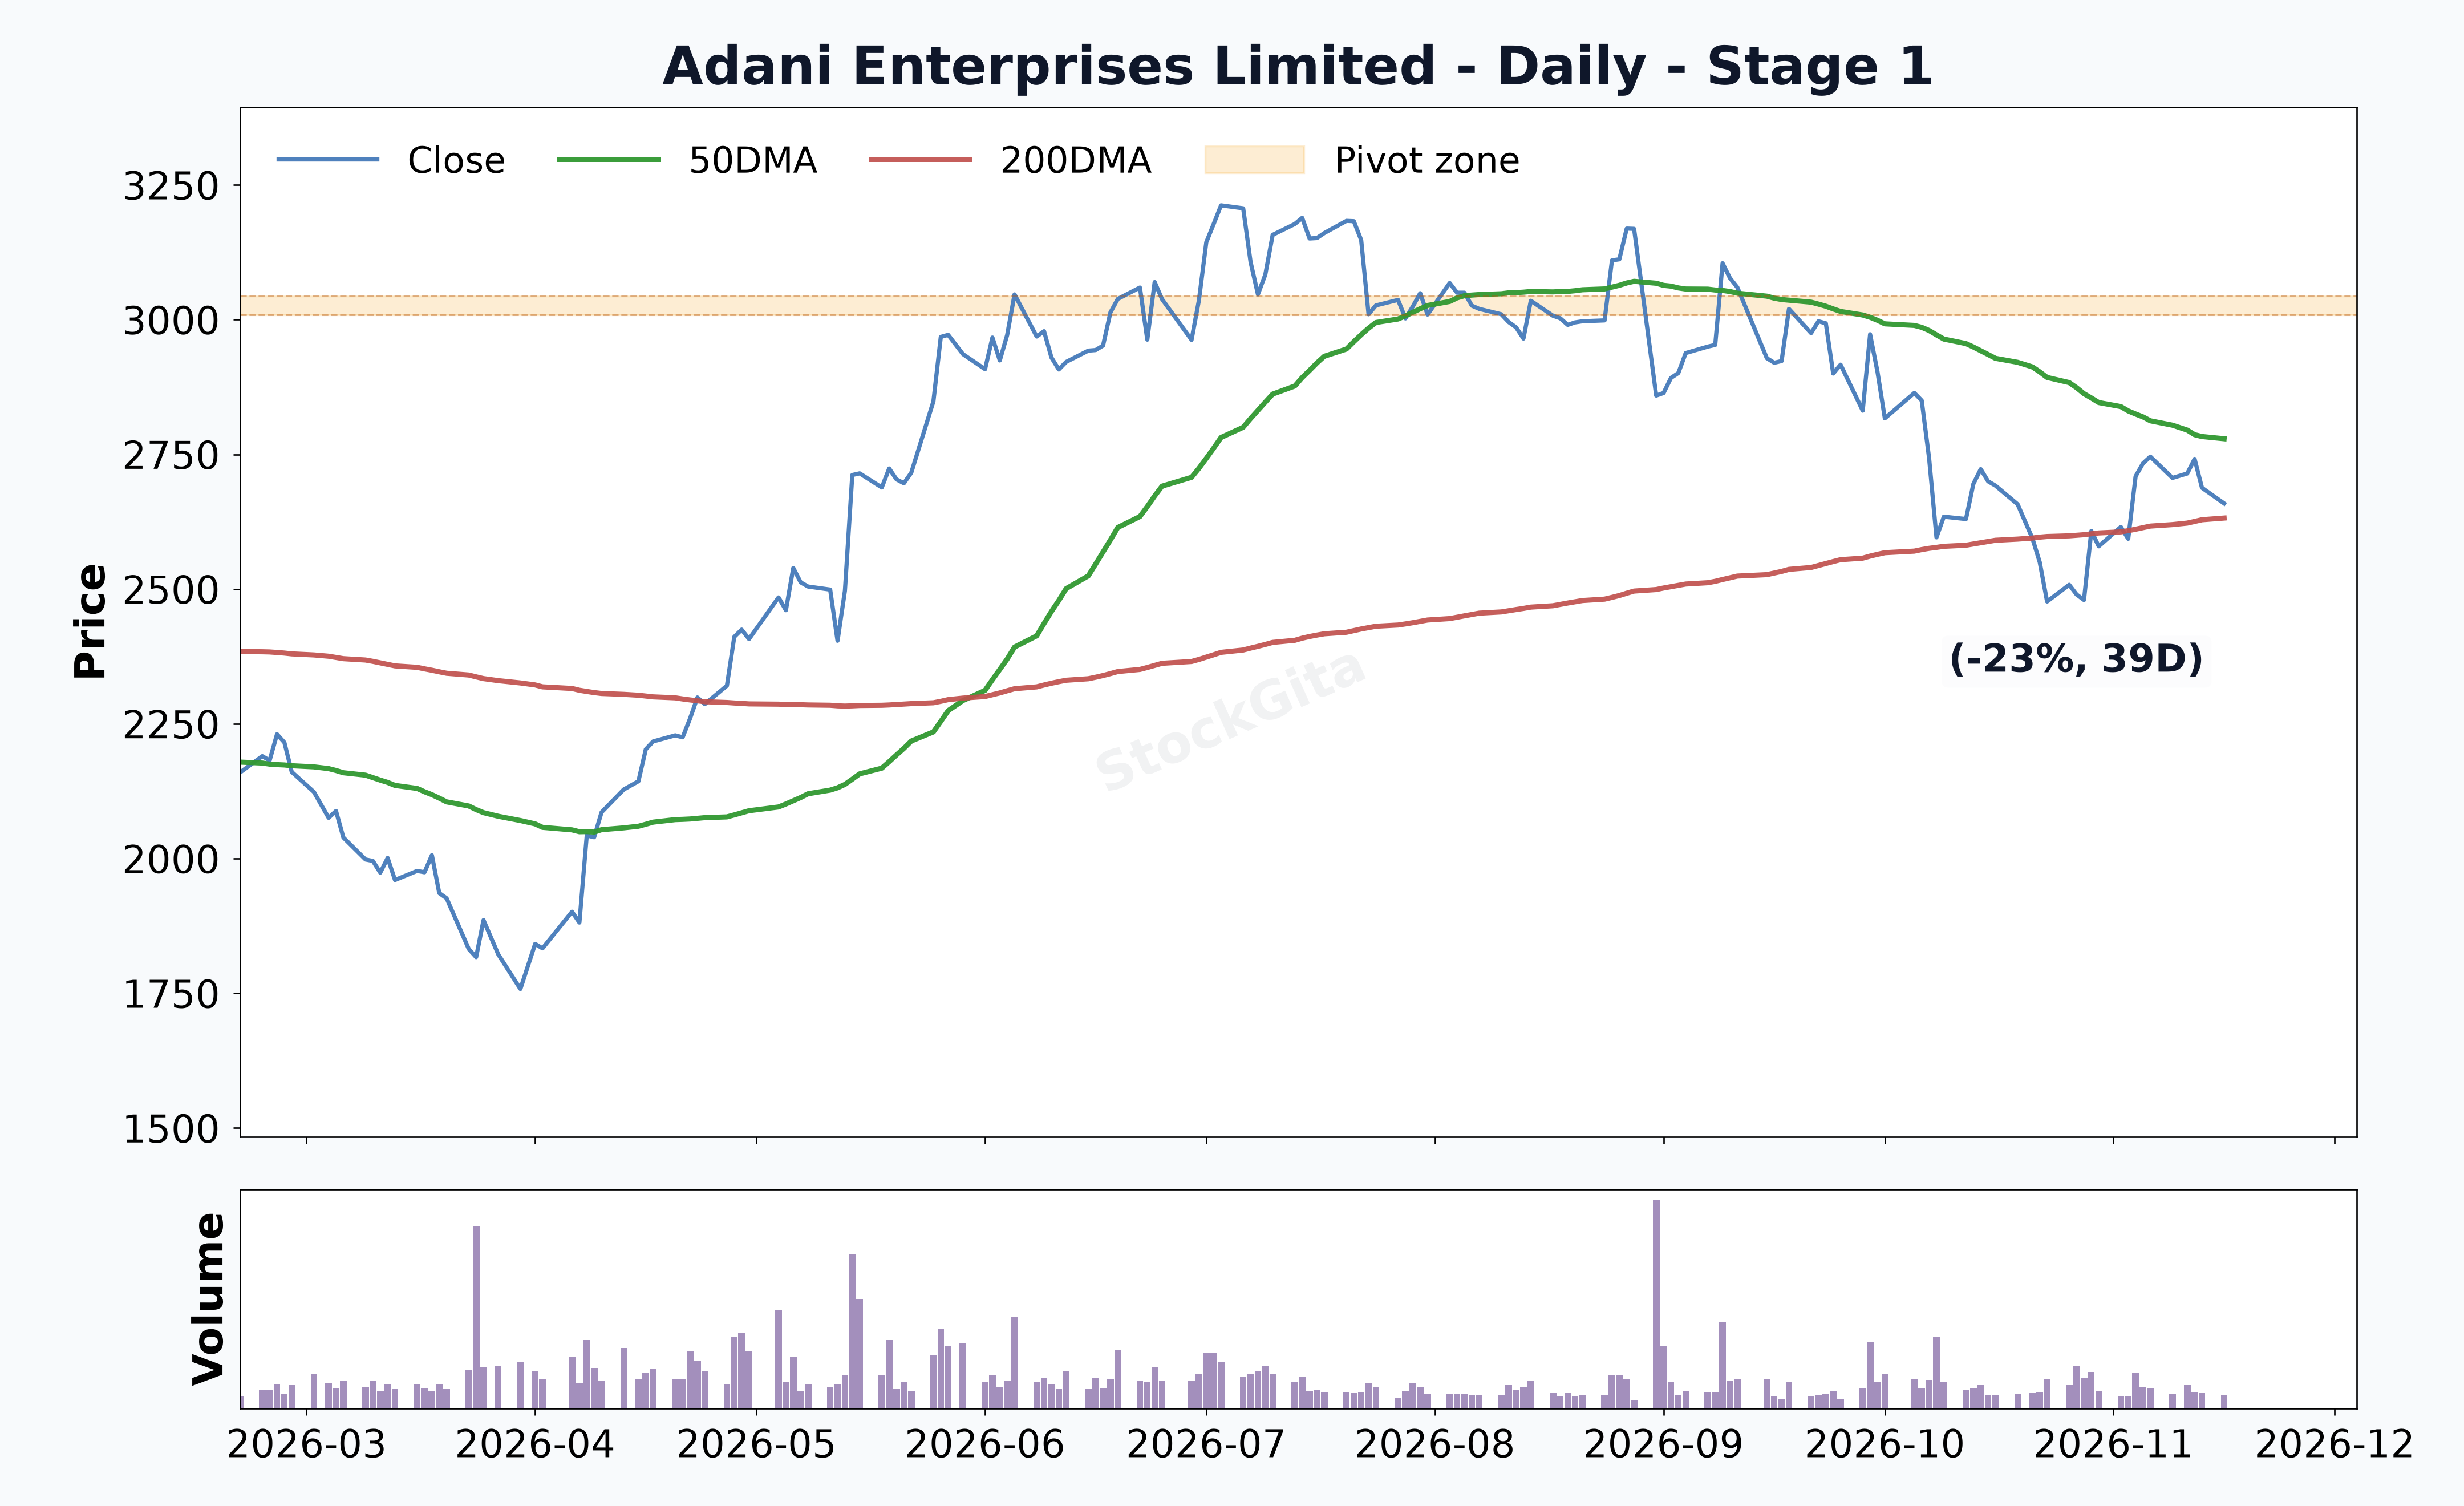 Adani Enterprises Limited - Daily - Stage 1
Close 50DMA 200DMA Pivot zone
3250
3000
2750
2500
2250
2000
1750
1500
Price
(-23%, 39D)
StockGita
Volume
2026-03 2026-04 2026-05 2026-06 2026-07 2026-08 2026-09 2026-10 2026-11 2026-12